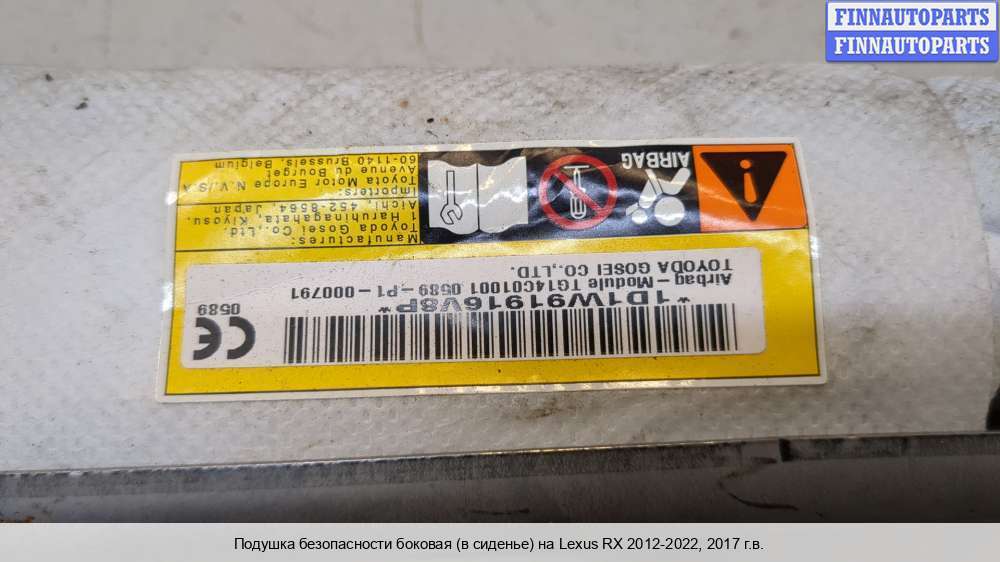 FINNAUTOPARTS
FINNAUTOPARTS
AIRBAG
Manufactures:
Toyoda Gosei Co.,Ltd.
1 Haruhinagahata, Kiyosu,
Aichi, 452-8564, Japan
Importers:
Toyota Motor Europe N.V./S.A
Avenue du Bourget
60-1140 Brussels, Belgium
*1D1W91916V8P*
Airbag-Module TG14C01001 0589-P1-000791
TOYODA GOSEI CO.,LTD.
CE
0589
Подушка безопасности боковая (в сиденье) на Lexus RX 2012-2022, 2017 г.в.